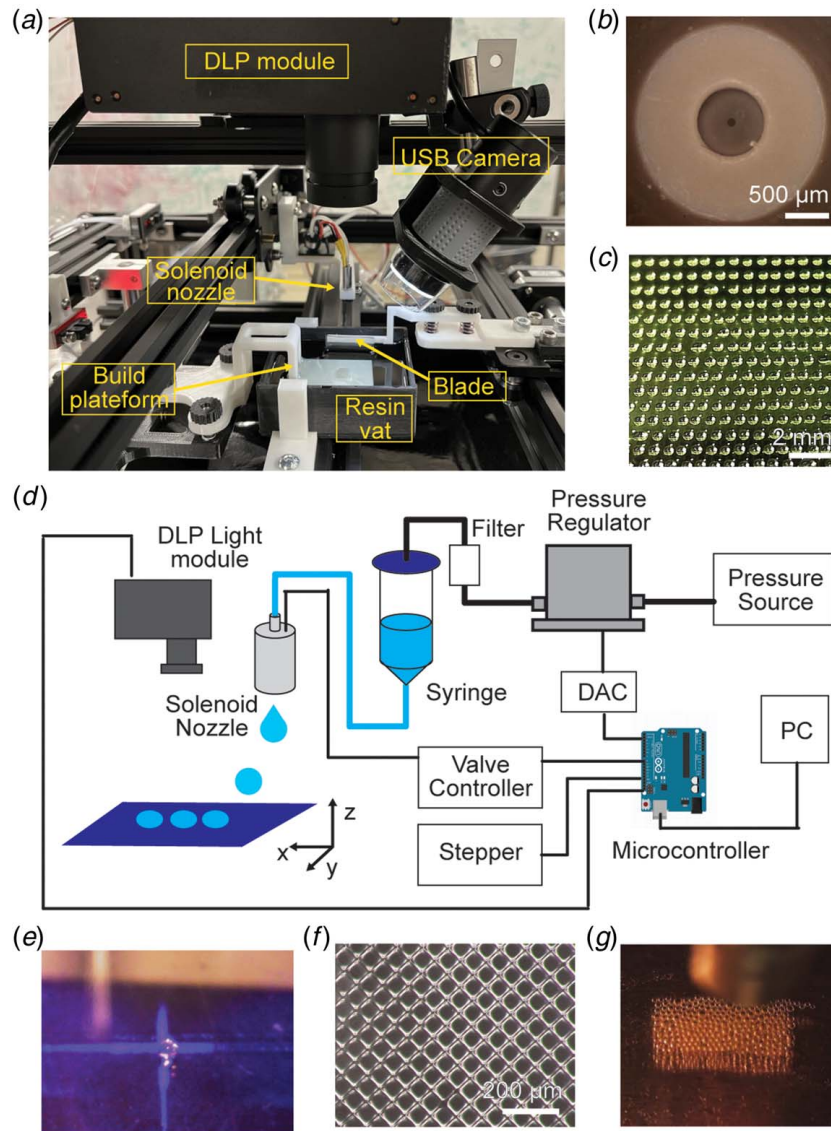 (a)
DLP module
USB Camera
Solenoid
nozzle
Build
plateform
Blade
Resin
vat
(b)
500 µm
(c)
2 mm
(d)
DLP Light
module
Solenoid
Nozzle
Syringe
Filter
Pressure
Regulator
Pressure
Source
DAC
PC
Valve
Controller
Stepper
Microcontroller
z
x
y
(e)
(f)
200 µm
(g)